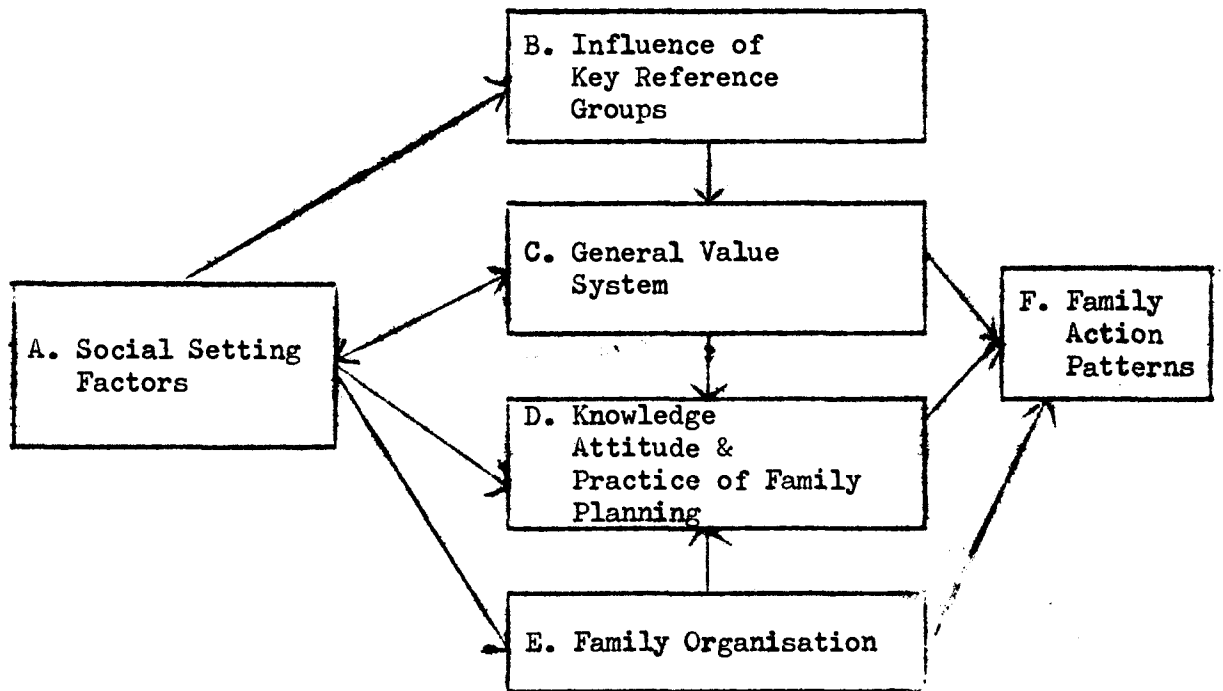 B. Influence of
Key Reference
Groups
C. General Value
System
A. Social Setting
Factors
D. Knowledge
Attitude &
Practice of Family
Planning
E. Family Organisation
F. Family
Action
Patterns